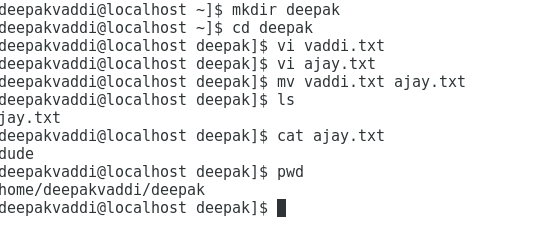 deepakvaddi@localhost ~]$ mkdir deepak
deepakvaddi@localhost ~]$ cd deepak
deepakvaddi@localhost deepak]$ vi vaddi.txt
deepakvaddi@localhost deepak]$ vi ajay.txt
deepakvaddi@localhost deepak]$ mv vaddi.txt ajay.txt
deepakvaddi@localhost deepak]$ ls
jay.txt
deepakvaddi@localhost deepak]$ cat ajay.txt
dude
deepakvaddi@localhost deepak]$ pwd
home/deepakvaddi/deepak
deepakvaddi@localhost deepak]$